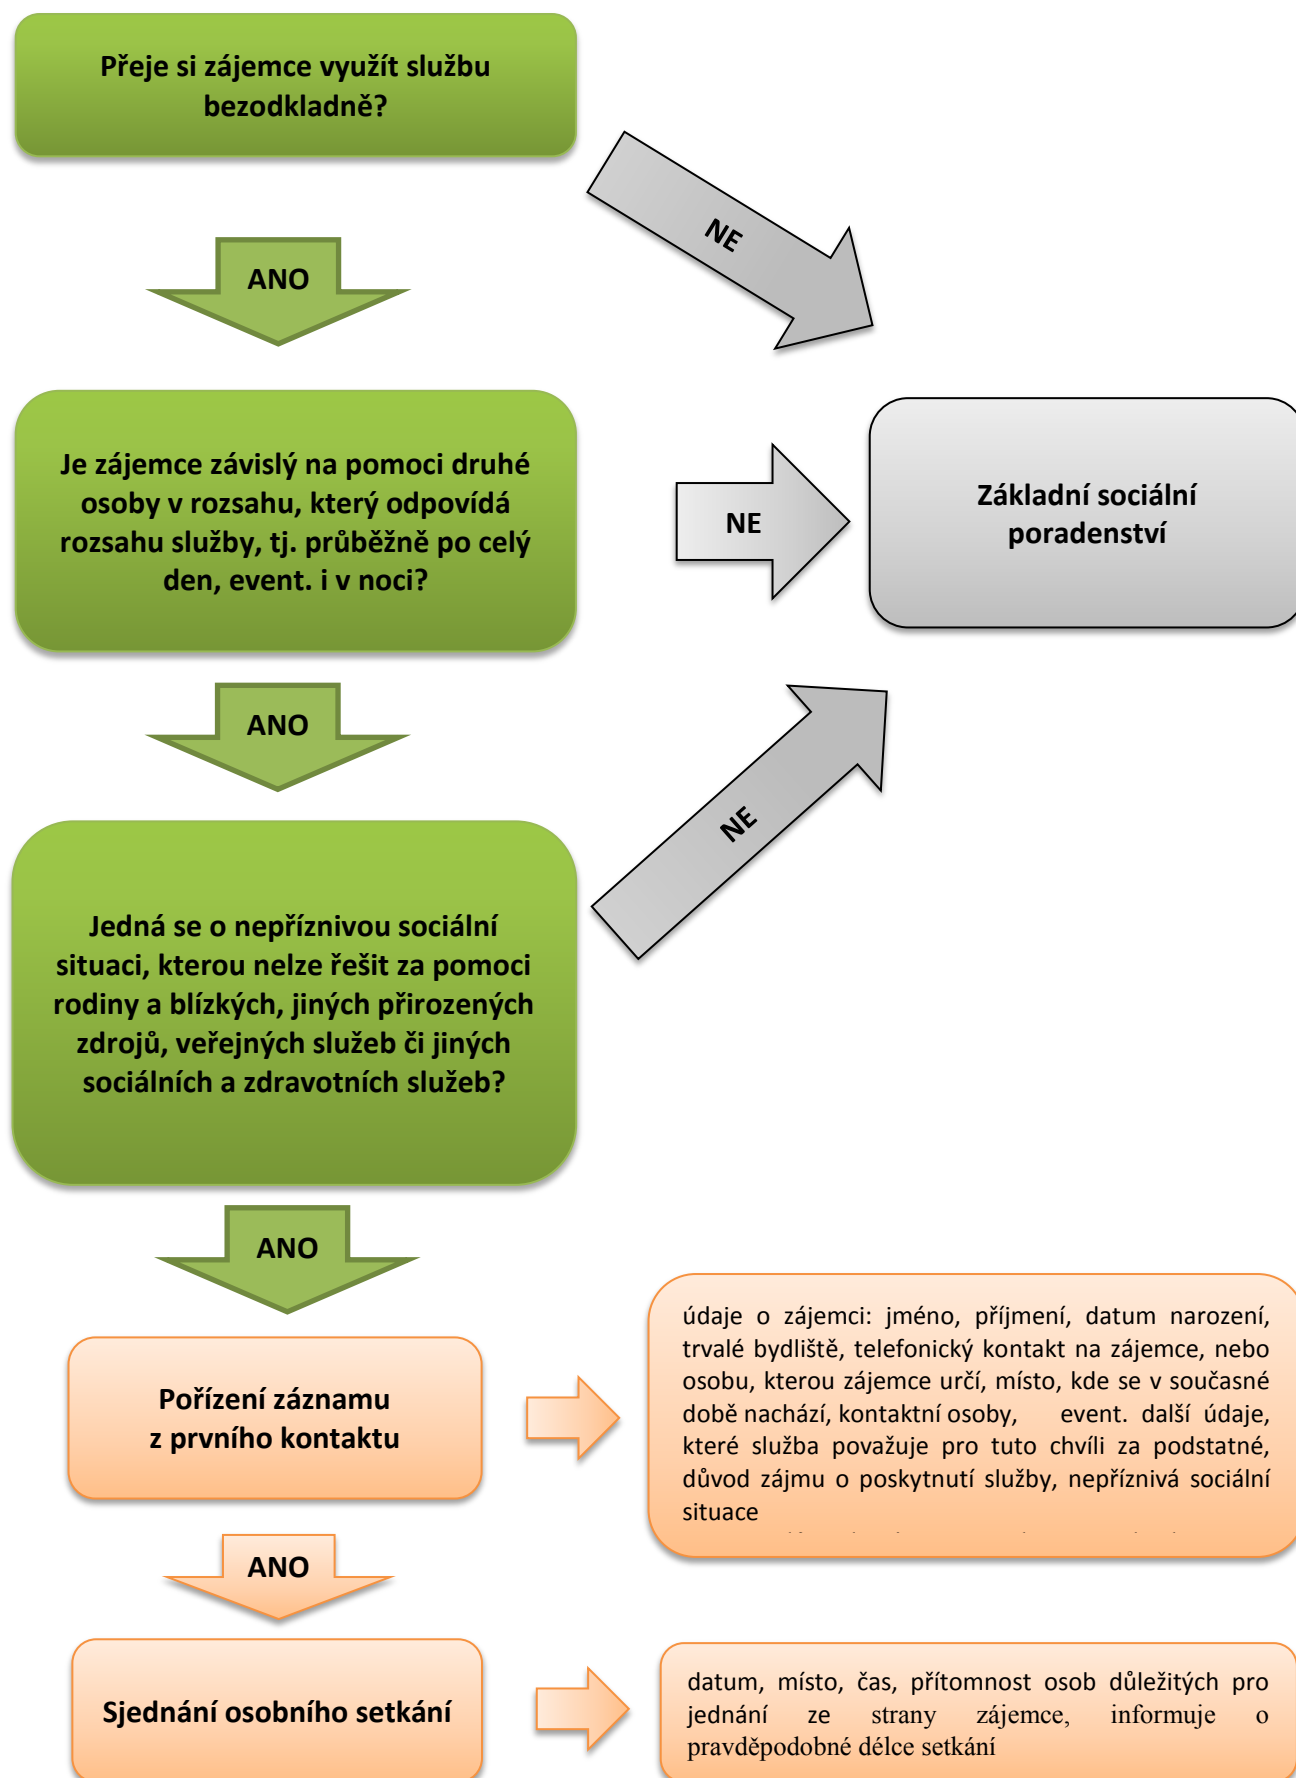 Přeje si zájemce využít službu
bezodkladně?
NE
ANO
Je zájemce závislý na pomoci druhé
osoby v rozsahu, který odpovídá
rozsahu služby, tj. průběžně po celý
den, event. i v noci?
NE
Základní sociální
poradenství
ANO
NE
Jedná se o nepříznivou sociální
situaci, kterou nelze řešit za pomoci
rodiny a blízkých, jiných přirozených
zdrojů, veřejných služeb či jiných
sociálních a zdravotních služeb?
ANO
Pořízení záznamu
z prvního kontaktu
údaje o zájemci: jméno, příjmení, datum narození,
trvalé bydliště, telefonický kontakt na zájemce, nebo
osobu, kterou zájemce určí, místo, kde se v současné
době nachází, kontaktní osoby, event. další údaje,
které služba považuje pro tuto chvíli za podstatné,
důvod zájmu o poskytnutí služby, nepříznivá sociální
situace
ANO
Sjednání osobního setkání
datum, místo, čas, přítomnost osob důležitých pro
jednání ze strany zájemce, informuje o
pravděpodobné délce setkání